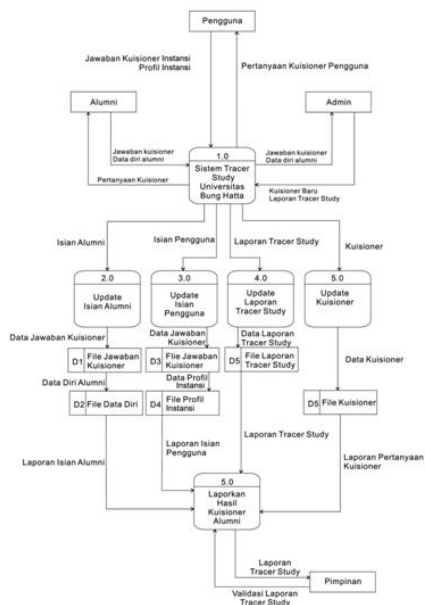 Pengguna
Jawaban Kuisioner Instansi
Profil Instansi
Pertanyaan Kuisioner Pengguna
Alumni
Admin
Jawaban kuisioner
Data diri alumni
Pertanyaan Kuisioner
1.0
Sistem Tracer
Study
Universitas
Bung Hatta
Jawaban kuisioner
Data diri alumni
Kuisioner Baru
Laporan Tracer Study
Isian Alumni
Isian Pengguna
Laporan Tracer Study
Kuisioner
2.0
Update
Isian Alumni
3.0
Update
Isian
Pengguna
4.0
Update
Laporan
Tracer Study
5.0
Update
Kuisioner
Data Jawaban Kuisioner
Data Jawaban
Kuisioner
Data Laporan
Tracer Study
Data Kuisioner
D1 File Jawaban
Kuisioner
D3 Flie Jawaban
Kuisioner
D5 File Laporan
Tracer Study
Data Diri Alumni
Data Profil
Instansi
D2 File Data Diri
D4 File Profil
Instansi
D5 File Kuisioner
Laporan Isian Alumni
Laporan Isian
Pengguna
Laporan Tracer Study
Laporan Pertanyaan
Kuisioner
5.0
Laporkan
Hasil
Kuisioner
Alumni
Laporan
Tracer Study
Pimpinan
Validasi Laporan
Tracer Study